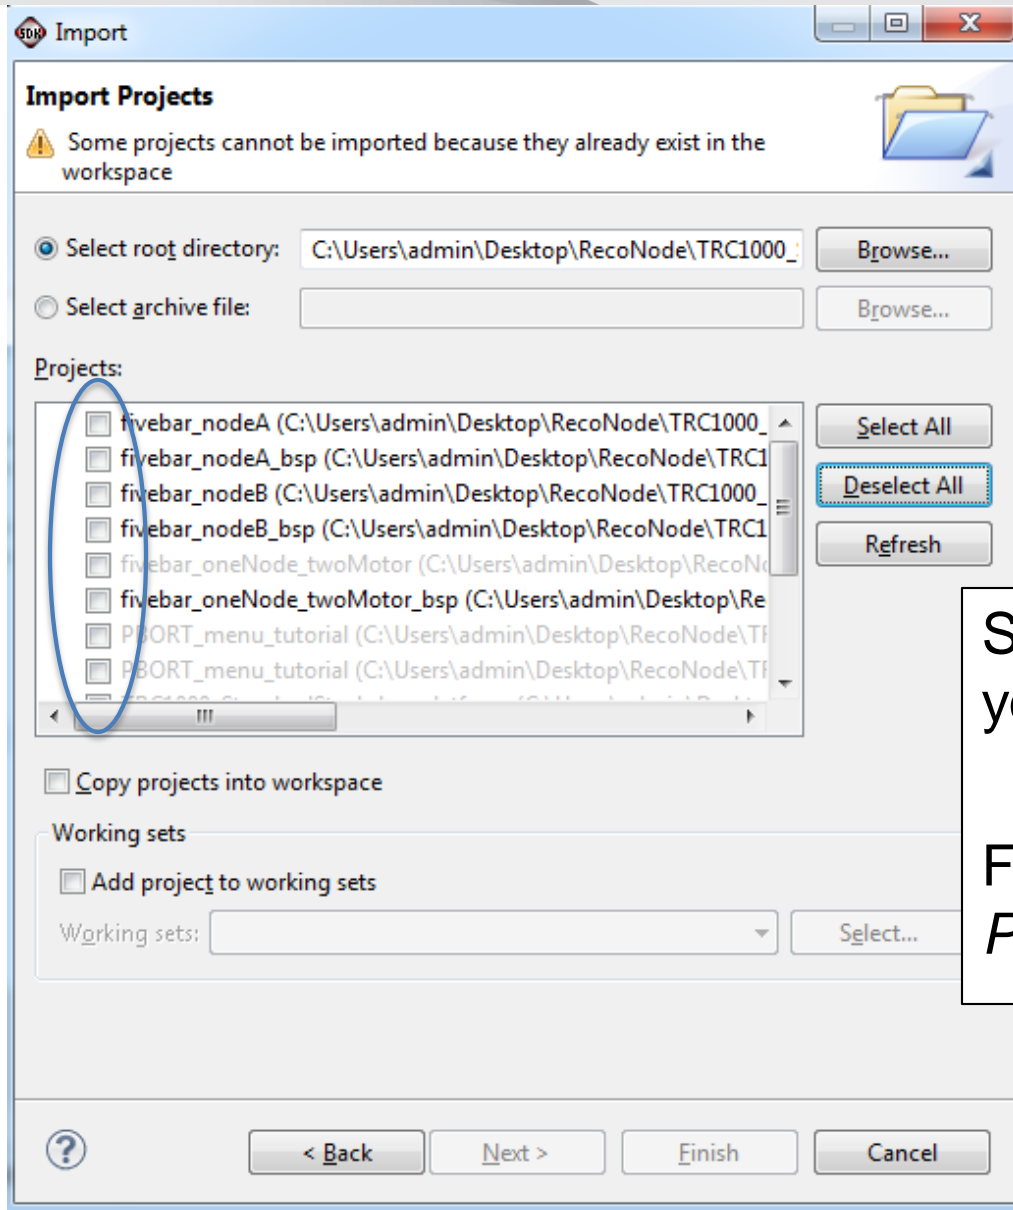 SDK Import
Import Projects
Some projects cannot be imported because they already exist in the
workspace
Select root directory: C:\Users\admin\Desktop\RecoNode\TRC1000_ Browse...
Select archive file: Browse...
Projects:
fivebar_nodeA (C:\Users\admin\Desktop\RecoNode\TRC1000_
fivebar_nodeA_bsp (C:\Users\admin\Desktop\RecoNode\TRC1
fivebar_nodeB (C:\Users\admin\Desktop\RecoNode\TRC1000_
fivebar_nodeB_bsp (C:\Users\admin\Desktop\RecoNode\TRC1
fivebar_oneNode_twoMotor (C:\Users\admin\Desktop\RecoNo
fivebar_oneNode_twoMotor_bsp (C:\Users\admin\Desktop\Re
PBORT_menu_tutorial (C:\Users\admin\Desktop\RecoNode\TF
PBORT_menu_tutorial (C:\Users\admin\Desktop\RecoNode\TF
Select All
Deselect All
Refresh
S
y
F
P
Copy projects into workspace
Working sets
Add project to working sets
Working sets: Select...
< Back Next > Finish Cancel